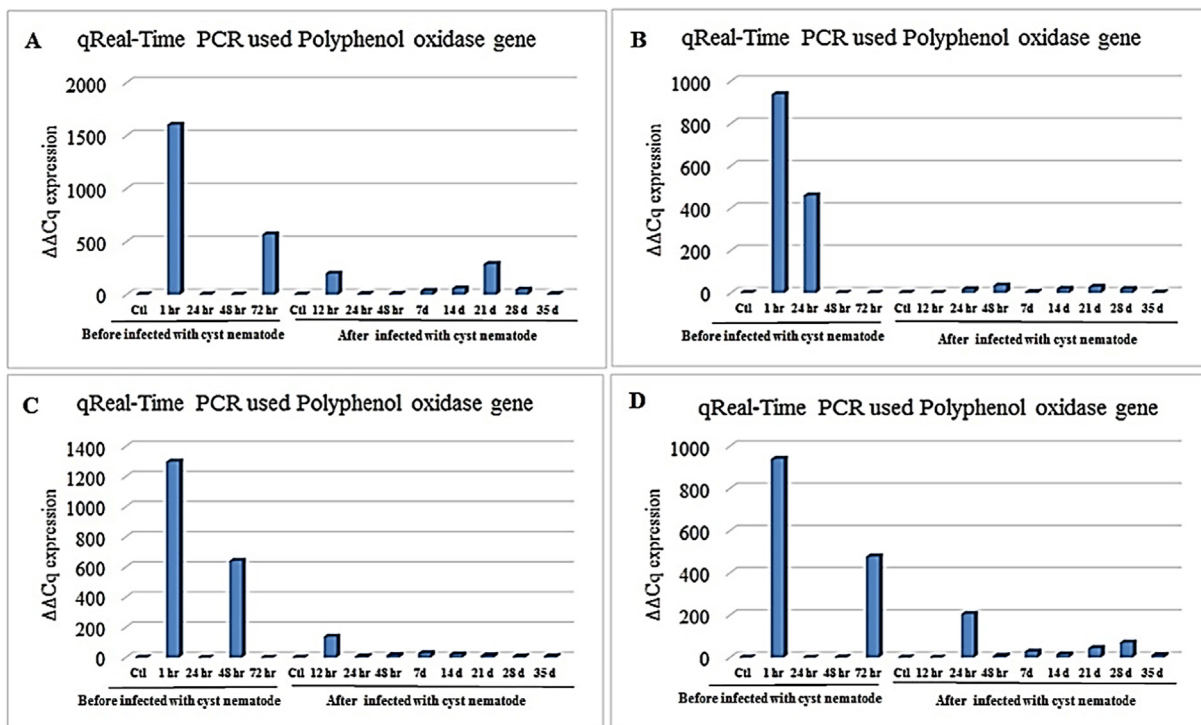 A qReal-Time PCR used Polyphenol oxidase gene
ΔΔCq expression
2000
1500
1000
500
0
Ctl 1 hr 24 hr 48 hr 72 hr Ctl 12 hr 24 hr 48 hr 7d 14 d 21 d 28 d 35 d
Before infected with cyst nematode After infected with cyst nematode
B qReal-Time PCR used Polyphenol oxidase gene
ΔΔCq expression
1000
800
600
400
200
0
Ctl 1 hr 24 hr 48 hr 72 hr Ctl 12 hr 24 hr 48 hr 7d 14 d 21 d 28 d 35 d
Before infected with cyst nematode After infected with cyst nematode
C qReal-Time PCR used Polyphenol oxidase gene
ΔΔCq expression
1400
1200
1000
800
600
400
200
0
Ctl 1 hr 24 hr 48 hr 72 hr Ctl 12 hr 24 hr 48 hr 7d 14 d 21 d 28 d 35 d
Before infected with cyst nematode After infected with cyst nematode
D qReal-Time PCR used Polyphenol oxidase gene
ΔΔCq expression
1000
800
600
400
200
0
Ctl 1 hr 24 hr 48 hr 72 hr Ctl 12 hr 24 hr 48 hr 7d 14 d 21 d 28 d 35 d
Before infected with cyst nematode After infected with cyst nematode